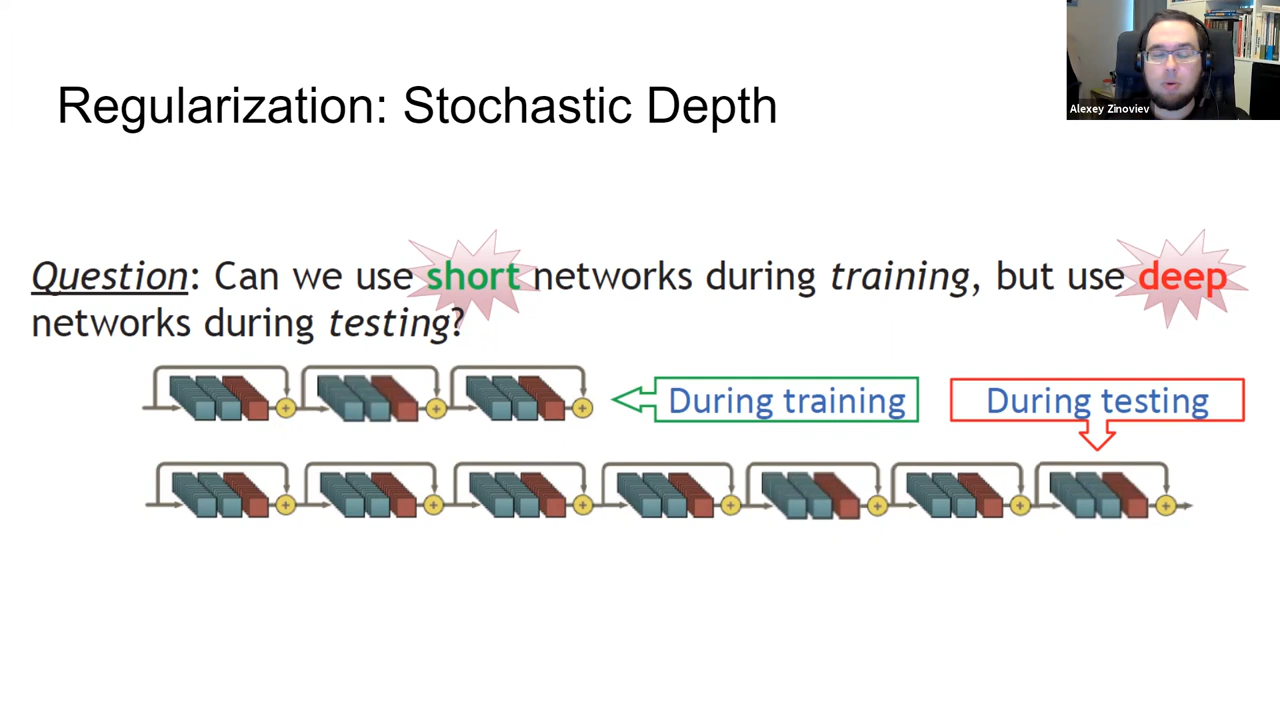 Alexey Zinoviev
Regularization: Stochastic Depth
Question: Can we use short networks during training, but use deep
networks during testing?
During training
During testing